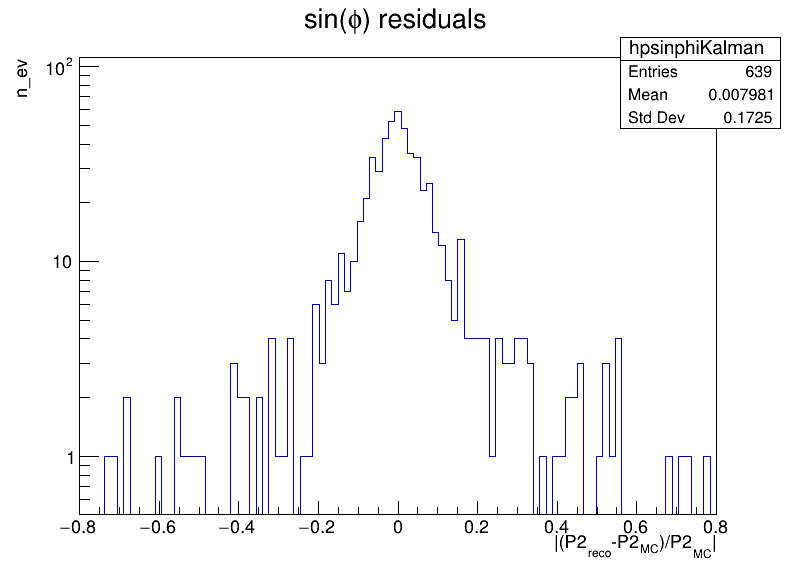 sin(φ) residuals
hpsinphiKalman
Entries 639
Mean 0.007981
Std Dev 0.1725
n_ev
10²
10
1
−0.8 −0.6 −0.4 −0.2 0 0.2 0.4 0.6 0.8
|(P2reco-P2MC)/P2MC|